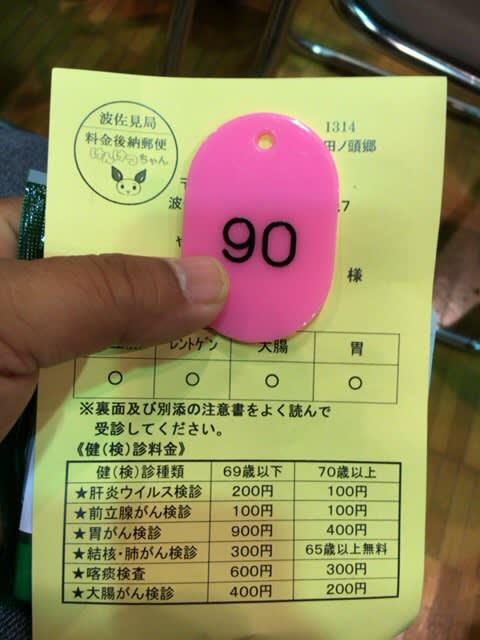 波佐見局
料金後納郵便
けんけつちゃん
1314
田ノ頭郷
波 7
90
様
レントゲン 大腸 胃
○ ○ ○ ○
※裏面及び別添の注意書をよく読んで
受診してください。
《健(検)診料金》
健(検)診種類 69歳以下 70歳以上
★肝炎ウイルス検診 200円 100円
★前立腺がん検診 100円 100円
★胃がん検診 900円 400円
★結核・肺がん検診 300円 65歳以上無料
★喀痰検査 600円 300円
★大腸がん検診 400円 200円